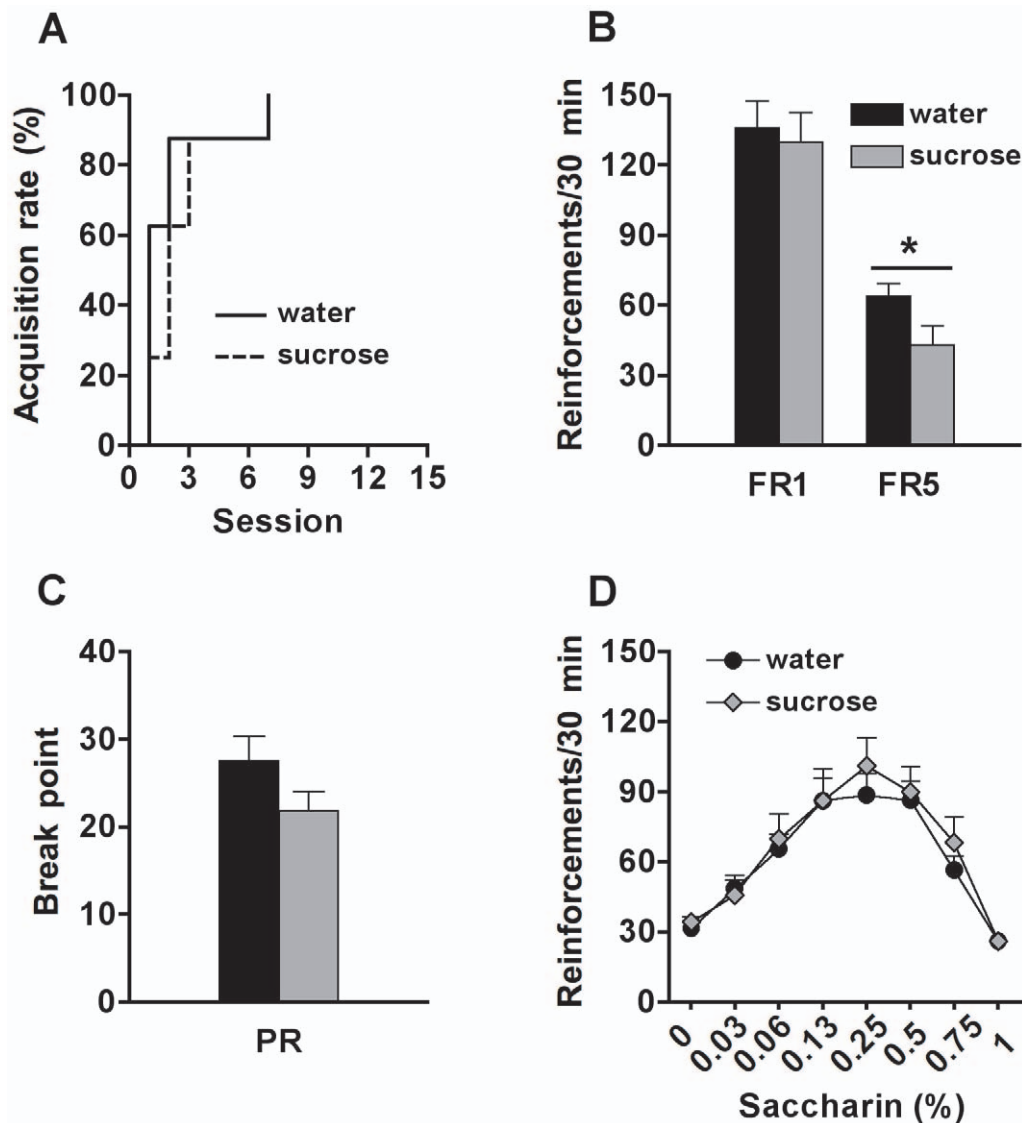 A
Acquisition rate (%)
100
80
60
40
20
0
water
sucrose
0 3 6 9 12 15
Session
B
Reinforcements/30 min
150
120
90
60
30
0
water
sucrose
*
FR1 FR5
C
Break point
40
30
20
10
0
PR
D
Reinforcements/30 min
150
120
90
60
30
0
water
sucrose
0 0.03 0.06 0.13 0.25 0.5 0.75 1
Saccharin (%)